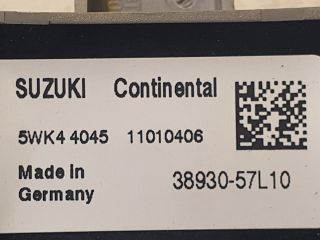 SUZUKI Continental
5WK4 4045 11010406
Made in
Germany
38930-57L10